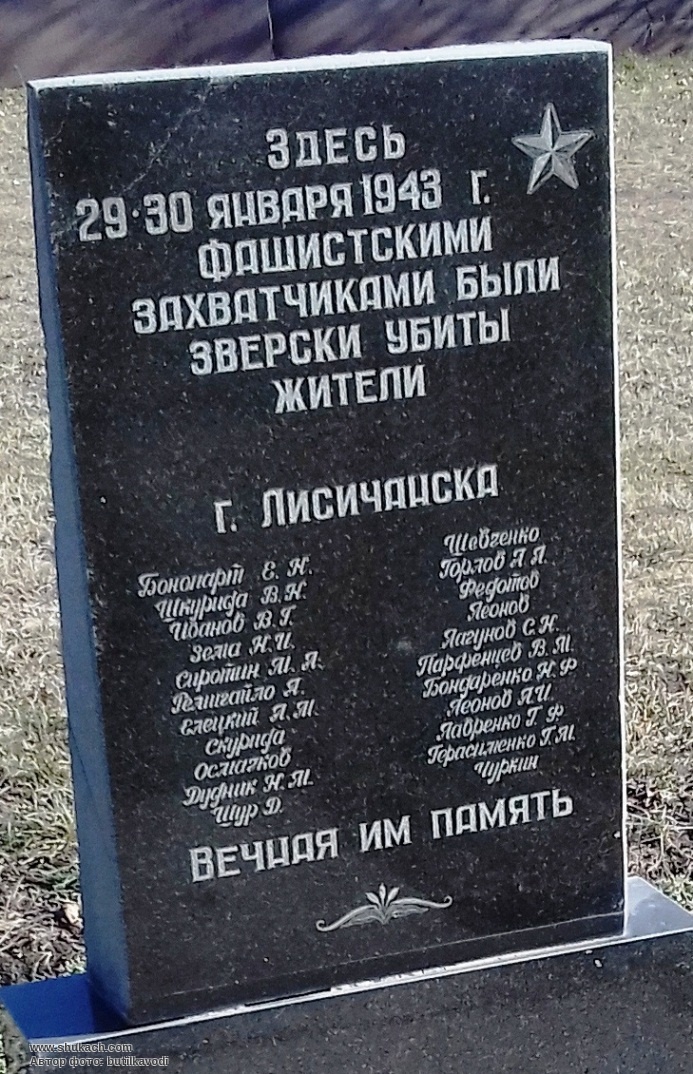 ЗДЕСЬ
29·30 ЯНВАРЯ 1943 Г.
ФАШИСТСКИМИ
ЗАХВАТЧИКАМИ БЫЛИ
ЗВЕРСКИ УБИТЫ
ЖИТЕЛИ
Г. ЛИСИЧАНСКА
Бонопарт Е. Н.
Шкурида В. Н.
Иванов В. Г.
Зема Н. И.
Сиротин М. Л.
Ремигайло Л.
Елецкий Л. М.
Скурида
Осмачков
Дудник Н. М.
Шур Д.
Шевченко
Горлов Л Л.
Федотов
Леонов
Лагунов С. Н.
Парфенцев В. М.
Бондаренко Н. Ф
Леонов Л. И.
Лавренко Г. Ф
Герасименко Г. М.
Чуркин
ВЕЧНАЯ ИМ ПАМЯТЬ
www.shukach.com
Автор фото: butilkavodi